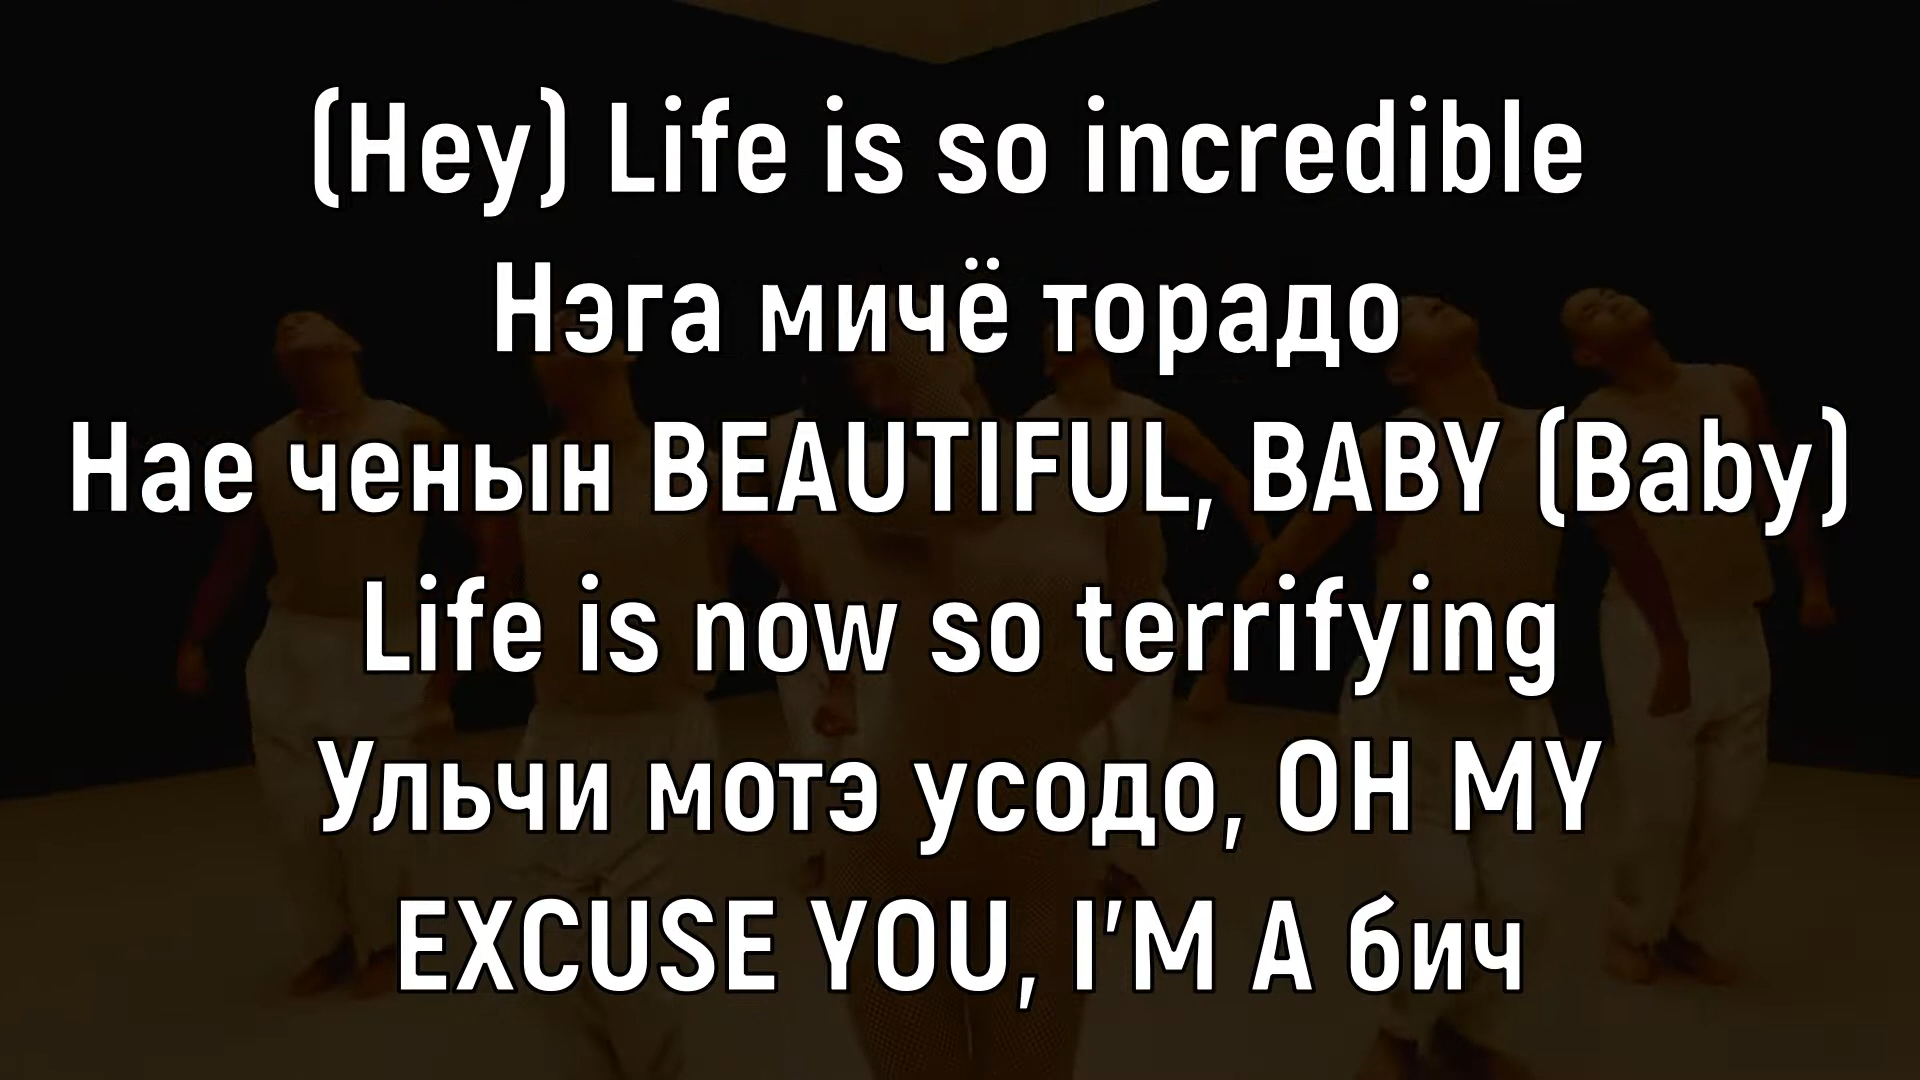 (Hey) Life is so incredible
Нэга мичё торадо
Нае ченын BEAUTIFUL, BABY (Baby)
Life is now so terrifying
Ульчи мотэ усодо, OH MY
EXCUSE YOU, I'M A бич